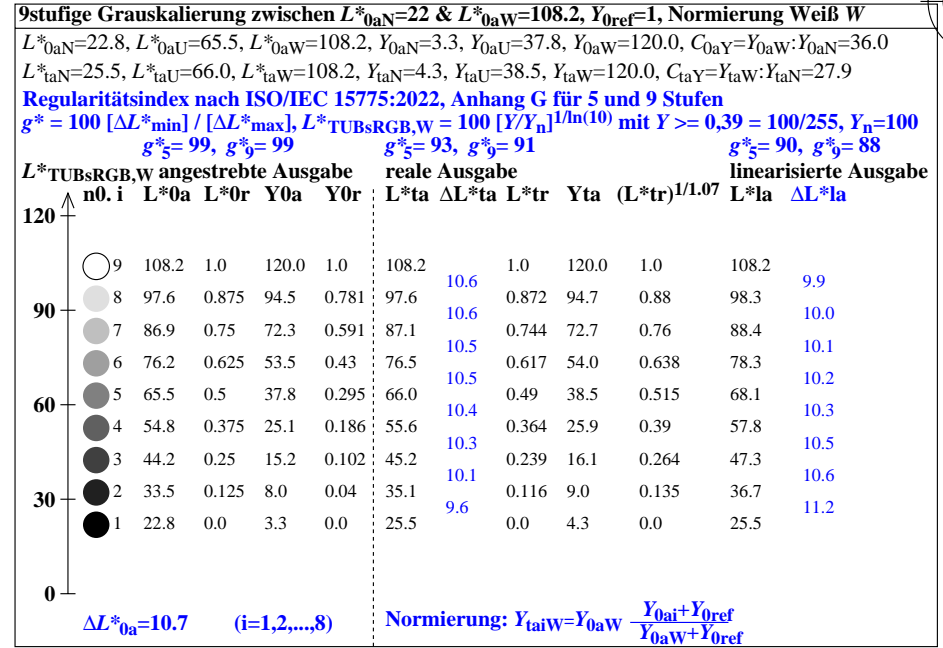 9stufige Grauskalierung zwischen L*0aN=22 & L*0aW=108.2, Y0ref=1, Normierung Weiß W
L*0aN=22.8, L*0aU=65.5, L*0aW=108.2, Y0aN=3.3, Y0aU=37.8, Y0aW=120.0, C0aY=Y0aW:Y0aN=36.0
L*taN=25.5, L*taU=66.0, L*taW=108.2, YtaN=4.3, YtaU=38.5, YtaW=120.0, CtaY=YtaW:YtaN=27.9
Regularitätsindex nach ISO/IEC 15775:2022, Anhang G für 5 und 9 Stufen
g* = 100 [ΔL*min] / [ΔL*max], L*TUBsRGB,W = 100 [Y/Yn]1/ln(10) mit Y >= 0,39 = 100/255, Yn=100
g*5= 99, g*9= 99 g*5= 93, g*9= 91 g*5= 90, g*9= 88
L*TUBsRGB,W angestrebte Ausgabe reale Ausgabe linearisierte Ausgabe
n0. i L*0a L*0r Y0a Y0r L*ta ΔL*ta L*tr Yta (L*tr)1/1.07 L*la ΔL*la
120
9 108.2 1.0 120.0 1.0 108.2 1.0 120.0 1.0 108.2
10.6 9.9
8 97.6 0.875 94.5 0.781 97.6 0.872 94.7 0.88 98.3
90 10.6 10.0
7 86.9 0.75 72.3 0.591 87.1 0.744 72.7 0.76 88.4
10.5 10.1
6 76.2 0.625 53.5 0.43 76.5 0.617 54.0 0.638 78.3
10.5 10.2
5 65.5 0.5 37.8 0.295 66.0 0.49 38.5 0.515 68.1
60 10.4 10.3
4 54.8 0.375 25.1 0.186 55.6 0.364 25.9 0.39 57.8
10.3 10.5
3 44.2 0.25 15.2 0.102 45.2 0.239 16.1 0.264 47.3
10.1 10.6
30 2 33.5 0.125 8.0 0.04 35.1 0.116 9.0 0.135 36.7
9.6 11.2
1 22.8 0.0 3.3 0.0 25.5 0.0 4.3 0.0 25.5
0
ΔL*0a=10.7 (i=1,2,...,8) Normierung: YtaiW=Y0aW Y0ai+Y0ref
Y0aW+Y0ref